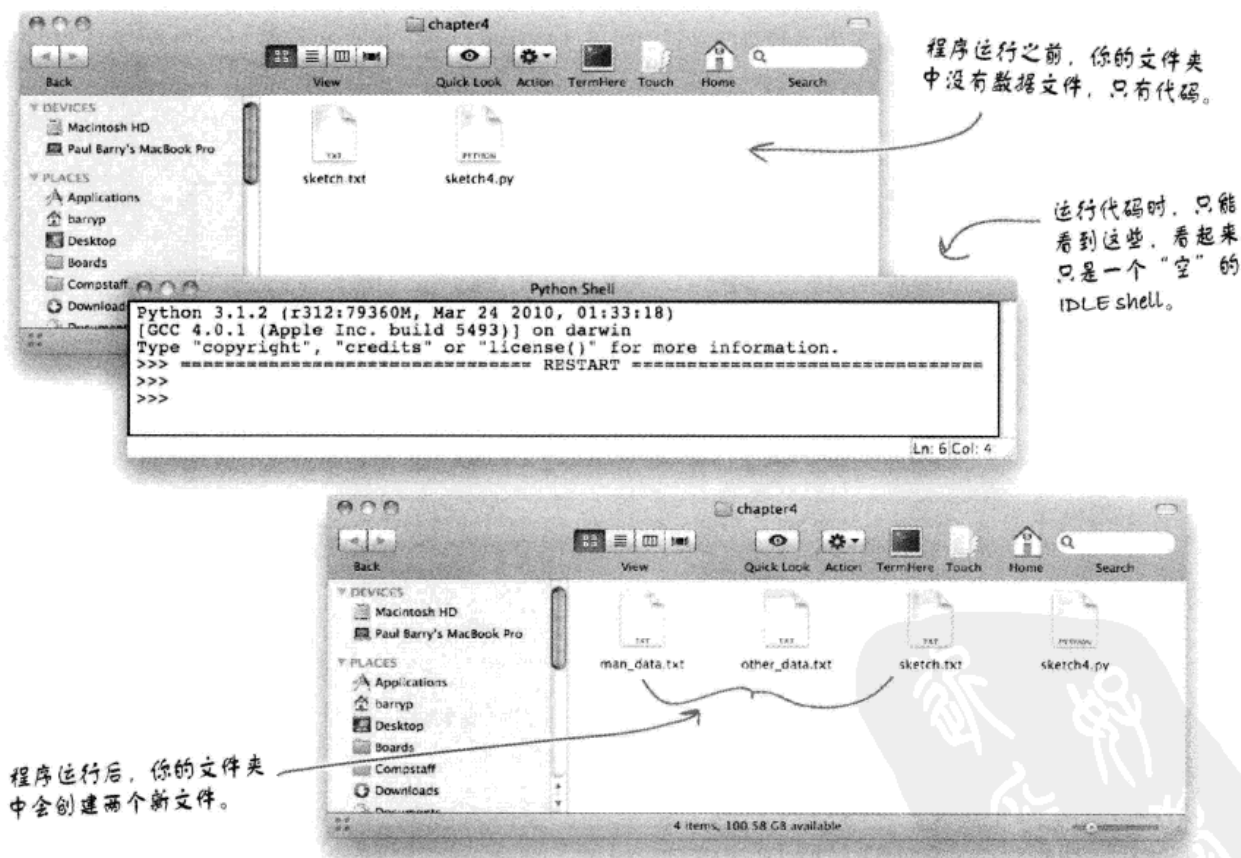 chapter4
Back
View
Quick Look Action TermHere Touch Home Search
DEVICES
Macintosh HD
Paul Barry's MacBook Pro
PLACES
Applications
barryp
Desktop
Boards
Compstaff
Download
sketch.txt
sketch4.py
TXT
PYTHON
程序运行之前，你的文件夹
中没有数据文件，只有代码。
运行代码时，只能
看到这些，看起来
只是一个“空”的
IDLE shell。
Python Shell
Python 3.1.2 (r312:79360M, Mar 24 2010, 01:33:18)
[GCC 4.0.1 (Apple Inc. build 5493)] on darwin
Type "copyright", "credits" or "license()" for more information.
>>> ================================ RESTART ================================
>>>
>>>
Ln: 6 Col: 4
chapter4
Back
View
Quick Look Action TermHere Touch Home Search
DEVICES
Macintosh HD
Paul Barry's MacBook Pro
PLACES
Applications
barryp
Desktop
Boards
Compstaff
Downloads
Documents
TXT
TXT
TXT
PYTHON
man_data.txt
other_data.txt
sketch.txt
sketch4.py
4 items, 100.58 GB available
程序运行后，你的文件夹
中会创建两个新文件。